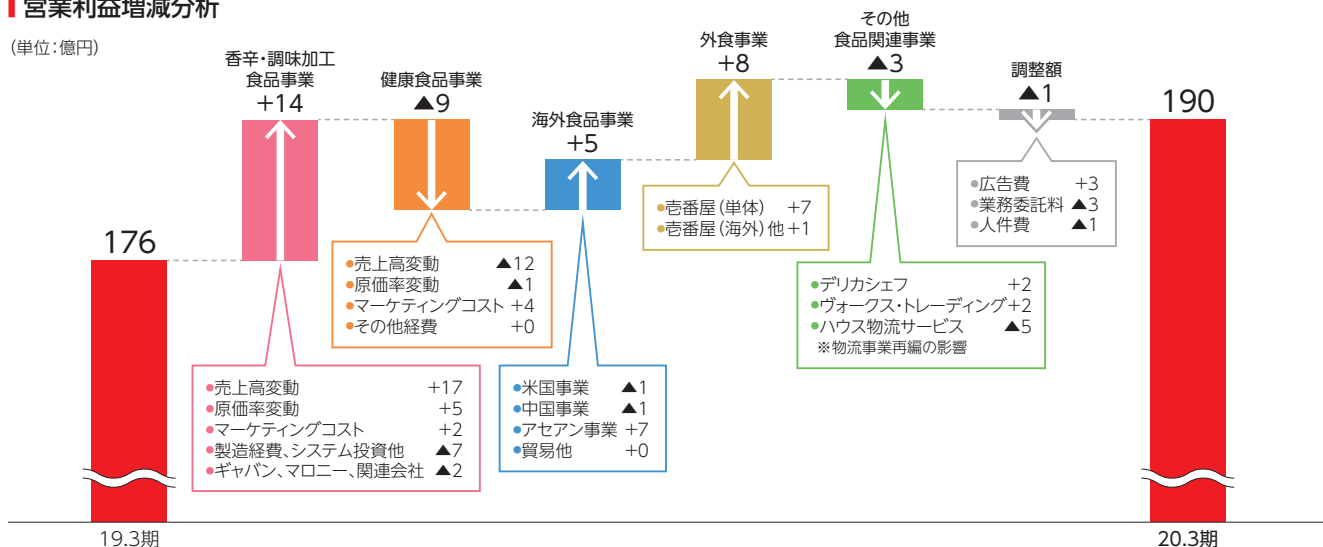 営業利益増減分析
(単位:億円)
176
19.3期
香辛・調味加工
食品事業
+14
●売上高変動 +17
●原価率変動 +5
●マーケティングコスト +2
●製造経費、システム投資他 ▲7
●ギャバン、マロニー、関連会社 ▲2
健康食品事業
▲9
●売上高変動 ▲12
●原価率変動 ▲1
●マーケティングコスト +4
●その他経費 +0
海外食品事業
+5
●米国事業 ▲1
●中国事業 ▲1
●アセアン事業 +7
●貿易他 +0
外食事業
+8
●壱番屋(単体) +7
●壱番屋(海外)他 +1
その他
食品関連事業
▲3
●デリカシェフ +2
●ヴォークス・トレーディング +2
●ハウス物流サービス ▲5
※物流事業再編の影響
調整額
▲1
●広告費 +3
●業務委託料 ▲3
●人件費 ▲1
190
20.3期